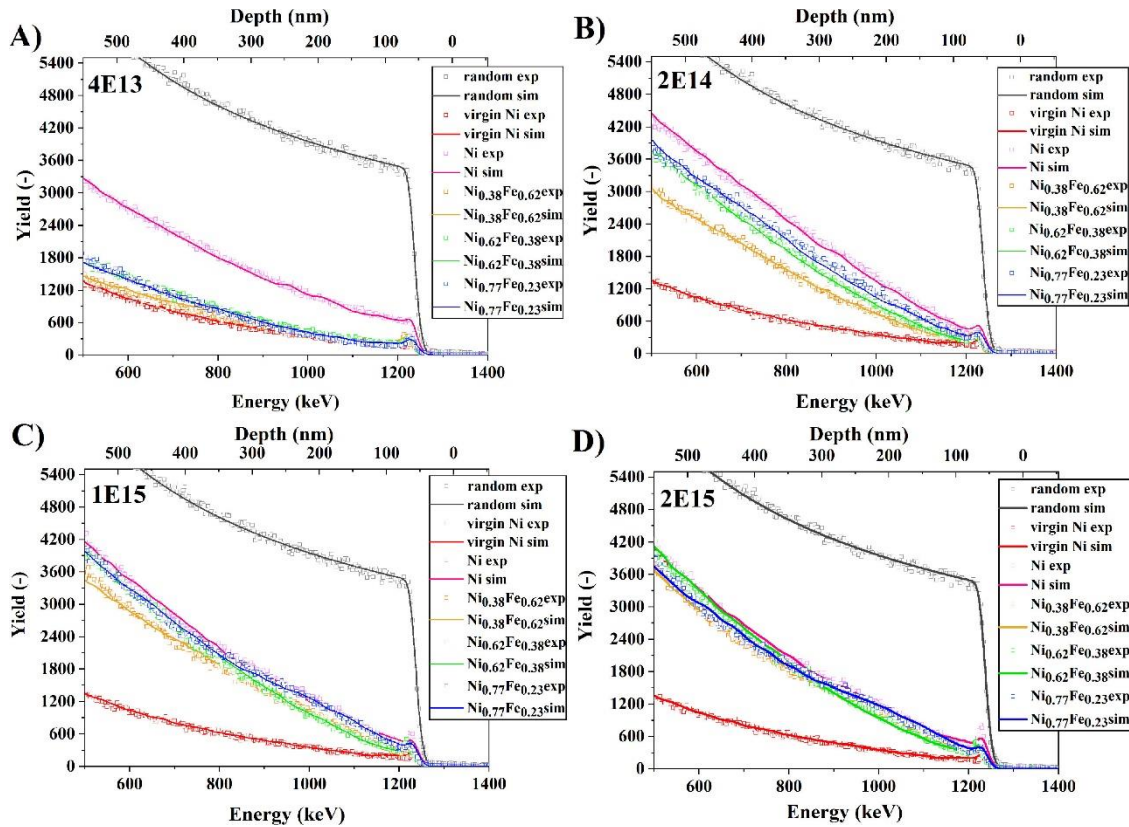 A)
Depth (nm)
500 400 300 200 100 0
4E13
5400
4800
4200
3600
3000
2400
1800
1200
600
0
Yield (-)
600 800 1000 1200 1400
Energy (keV)
random exp
random sim
virgin Ni exp
virgin Ni sim
Ni exp
Ni sim
Ni0.38Fe0.62exp
Ni0.38Fe0.62sim
Ni0.62Fe0.38exp
Ni0.62Fe0.38sim
Ni0.77Fe0.23exp
Ni0.77Fe0.23sim
B)
Depth (nm)
500 400 300 200 100 0
2E14
5400
4800
4200
3600
3000
2400
1800
1200
600
0
Yield (-)
600 800 1000 1200 1400
Energy (keV)
random exp
random sim
virgin Ni exp
virgin Ni sim
Ni exp
Ni sim
Ni0.38Fe0.62exp
Ni0.38Fe0.62sim
Ni0.62Fe0.38exp
Ni0.62Fe0.38sim
Ni0.77Fe0.23exp
Ni0.77Fe0.23sim
C)
Depth (nm)
500 400 300 200 100 0
1E15
5400
4800
4200
3600
3000
2400
1800
1200
600
0
Yield (-)
600 800 1000 1200 1400
Energy (keV)
random exp
random sim
virgin Ni exp
virgin Ni sim
Ni exp
Ni sim
Ni0.38Fe0.62exp
Ni0.38Fe0.62sim
Ni0.62Fe0.38exp
Ni0.62Fe0.38sim
Ni0.77Fe0.23exp
Ni0.77Fe0.23sim
D)
Depth (nm)
500 400 300 200 100 0
2E15
5400
4800
4200
3600
3000
2400
1800
1200
600
0
Yield (-)
600 800 1000 1200 1400
Energy (keV)
random exp
random sim
virgin Ni exp
virgin Ni sim
Ni exp
Ni sim
Ni0.38Fe0.62exp
Ni0.38Fe0.62sim
Ni0.62Fe0.38exp
Ni0.62Fe0.38sim
Ni0.77Fe0.23exp
Ni0.77Fe0.23sim